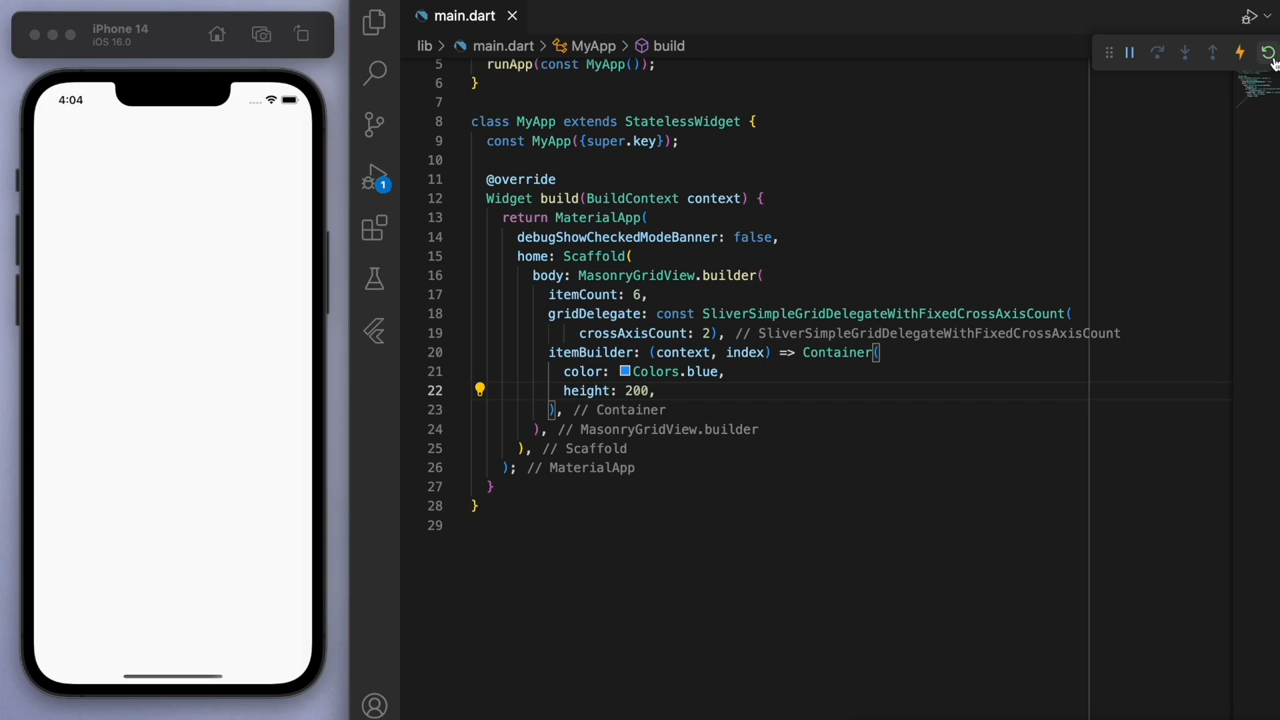 iPhone 14
iOS 16.0
4:04
1
main.dart
lib > main.dart > MyApp > build
5 runApp(const MyApp());
6 }
7
8 class MyApp extends StatelessWidget {
9 const MyApp({super.key});
10
11 @override
12 Widget build(BuildContext context) {
13 return MaterialApp(
14 debugShowCheckedModeBanner: false,
15 home: Scaffold(
16 body: MasonryGridView.builder(
17 itemCount: 6,
18 gridDelegate: const SliverSimpleGridDelegateWithFixedCrossAxisCount(
19 crossAxisCount: 2), // SliverSimpleGridDelegateWithFixedCrossAxisCount
20 itemBuilder: (context, index) => Container(
21 color: Colors.blue,
22 height: 200,
23 ), // Container
24 ), // MasonryGridView.builder
25 ), // Scaffold
26 ); // MaterialApp
27 }
28 }
29